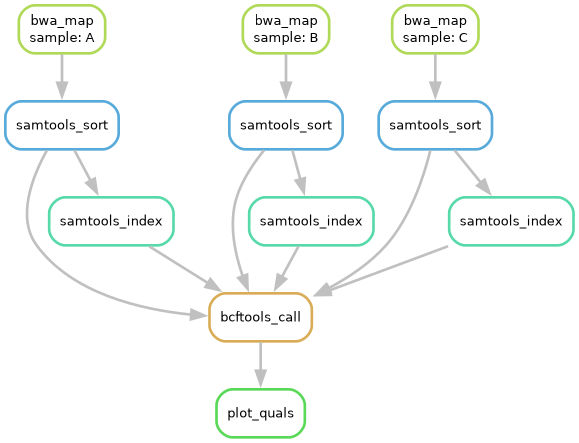 bwa_map
sample: A
bwa_map
sample: B
bwa_map
sample: C
samtools_sort
samtools_sort
samtools_sort
samtools_index
samtools_index
samtools_index
bcftools_call
plot_quals